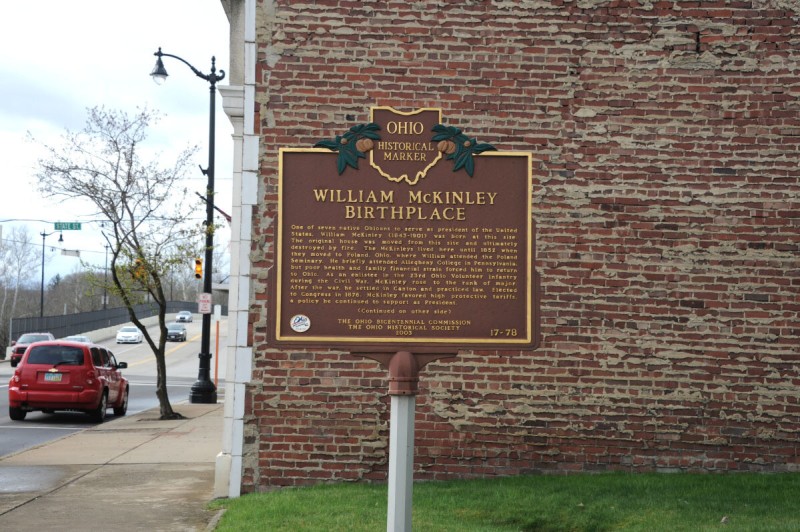 STATE ST
OHIO
HISTORICAL
MARKER
WILLIAM McKINLEY
BIRTHPLACE
One of seven native Ohioans to serve as president of the United
States, William McKinley (1843-1901) was born at this site.
The original house was moved from this site and ultimately
destroyed by fire. The McKinleys lived here until 1852 when
they moved to Poland, Ohio, where William attended the Poland
Seminary. He briefly attended Allegheny College in Pennsylvania,
but poor health and family financial strain forced him to return
to Ohio. As an enlistee in the 23rd Ohio Volunteer Infantry
during the Civil War, McKinley rose to the rank of Major.
After the war, he settled in Canton and practiced law. Elected
to Congress in 1876, McKinley favored high protective tariffs,
a policy he continued to support as President.
(Continued on other side)
THE OHIO BICENTENNIAL COMMISSION
THE OHIO HISTORICAL SOCIETY
2003
17-78